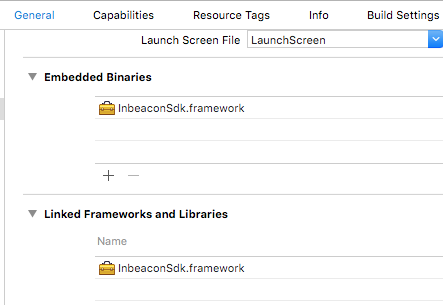 General Capabilities Resource Tags Info Build Settings
Launch Screen File LaunchScreen
Embedded Binaries
InbeaconSdk.framework
Linked Frameworks and Libraries
Name
InbeaconSdk.framework